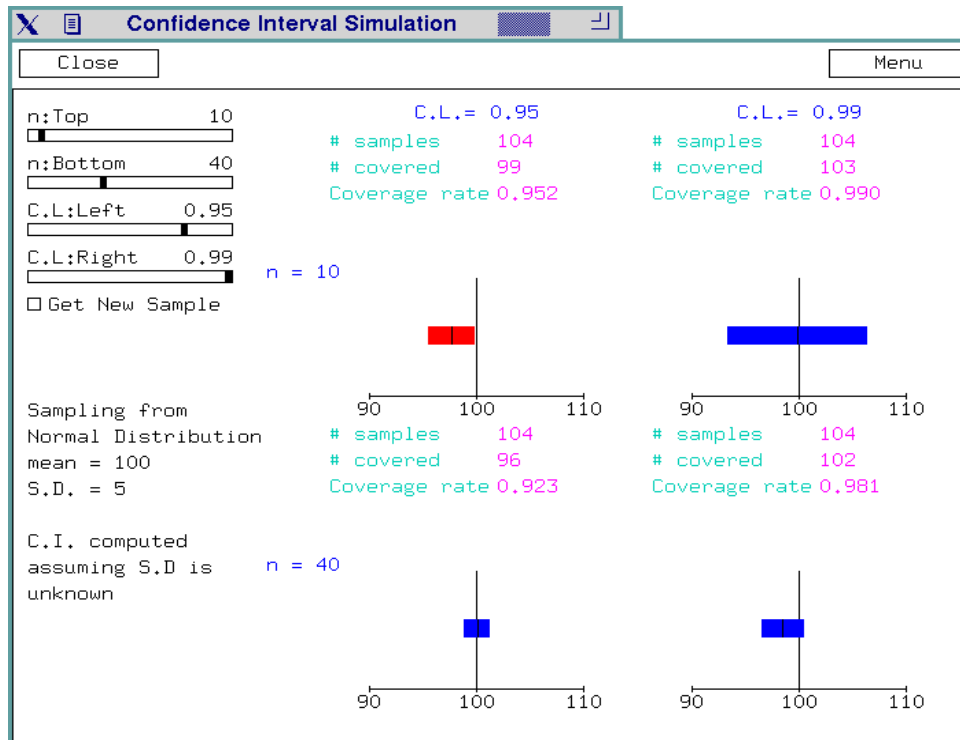 Confidence Interval Simulation
Close
Menu
n:Top 10
n:Bottom 40
C.L:Left 0.95
C.L:Right 0.99
Get New Sample
Sampling from
Normal Distribution
mean = 100
S.D. = 5
C.I. computed
assuming S.D is
unknown
C.L.= 0.95
# samples 104
# covered 99
Coverage rate 0.952
C.L.= 0.99
# samples 104
# covered 103
Coverage rate 0.990
n = 10
90 100 110
90 100 110
# samples 104
# covered 96
Coverage rate 0.923
# samples 104
# covered 102
Coverage rate 0.981
n = 40
90 100 110
90 100 110